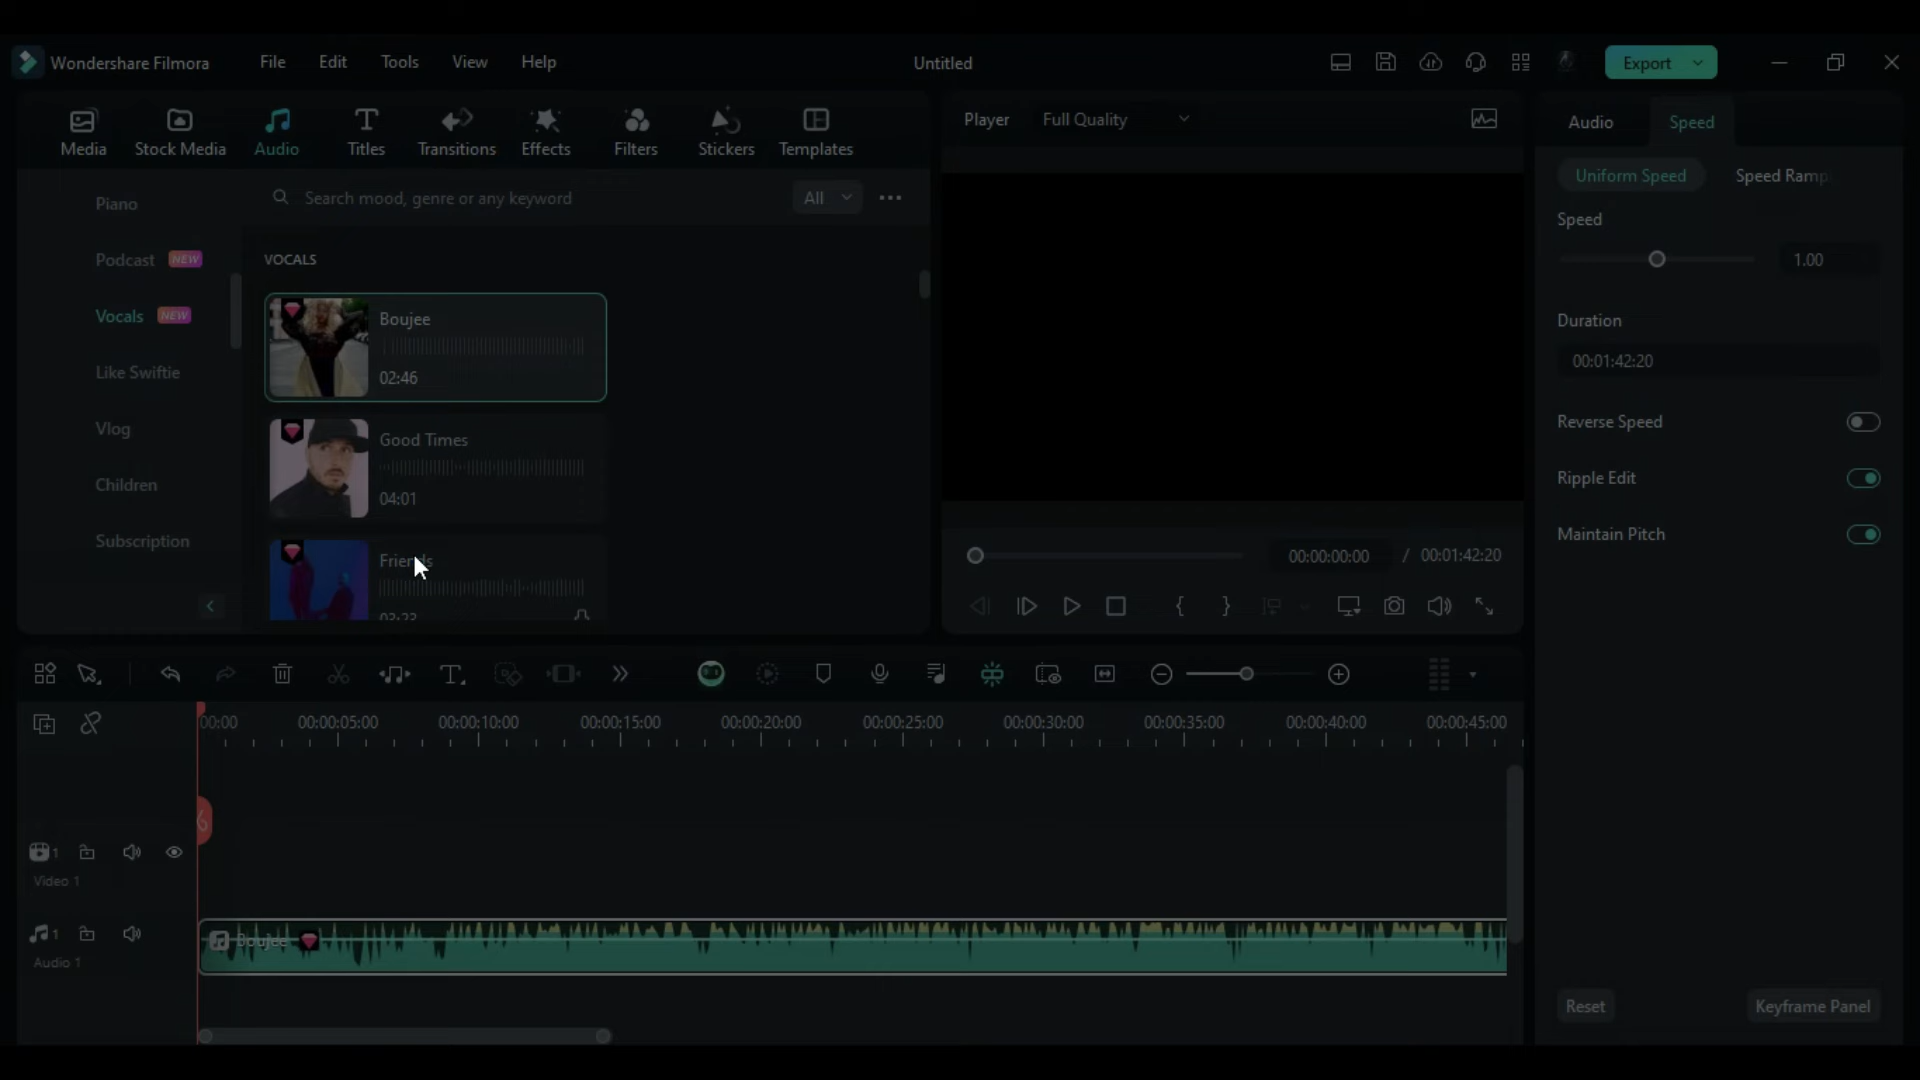 Wondershare Filmora File Edit Tools View Help Untitled Export
Media Stock Media Audio Titles Transitions Effects Filters Stickers Templates
Player Full Quality
Audio Speed
Piano
Podcast NEW
Vocals NEW
Like Swiftie
Vlog
Children
Subscription
Search mood, genre or any keyword All
VOCALS
Boujee
02:46
Good Times
04:01
Friends
03:23
00:00:00:00 / 00:01:42:20
Uniform Speed Speed Ramp
Speed
1.00
Duration
00:01:42:20
Reverse Speed
Ripple Edit
Maintain Pitch
00:00 00:00:05:00 00:00:10:00 00:00:15:00 00:00:20:00 00:00:25:00 00:00:30:00 00:00:35:00 00:00:40:00 00:00:45:00
1
Video 1
1
Audio 1
Boujee
Reset Keyframe Panel